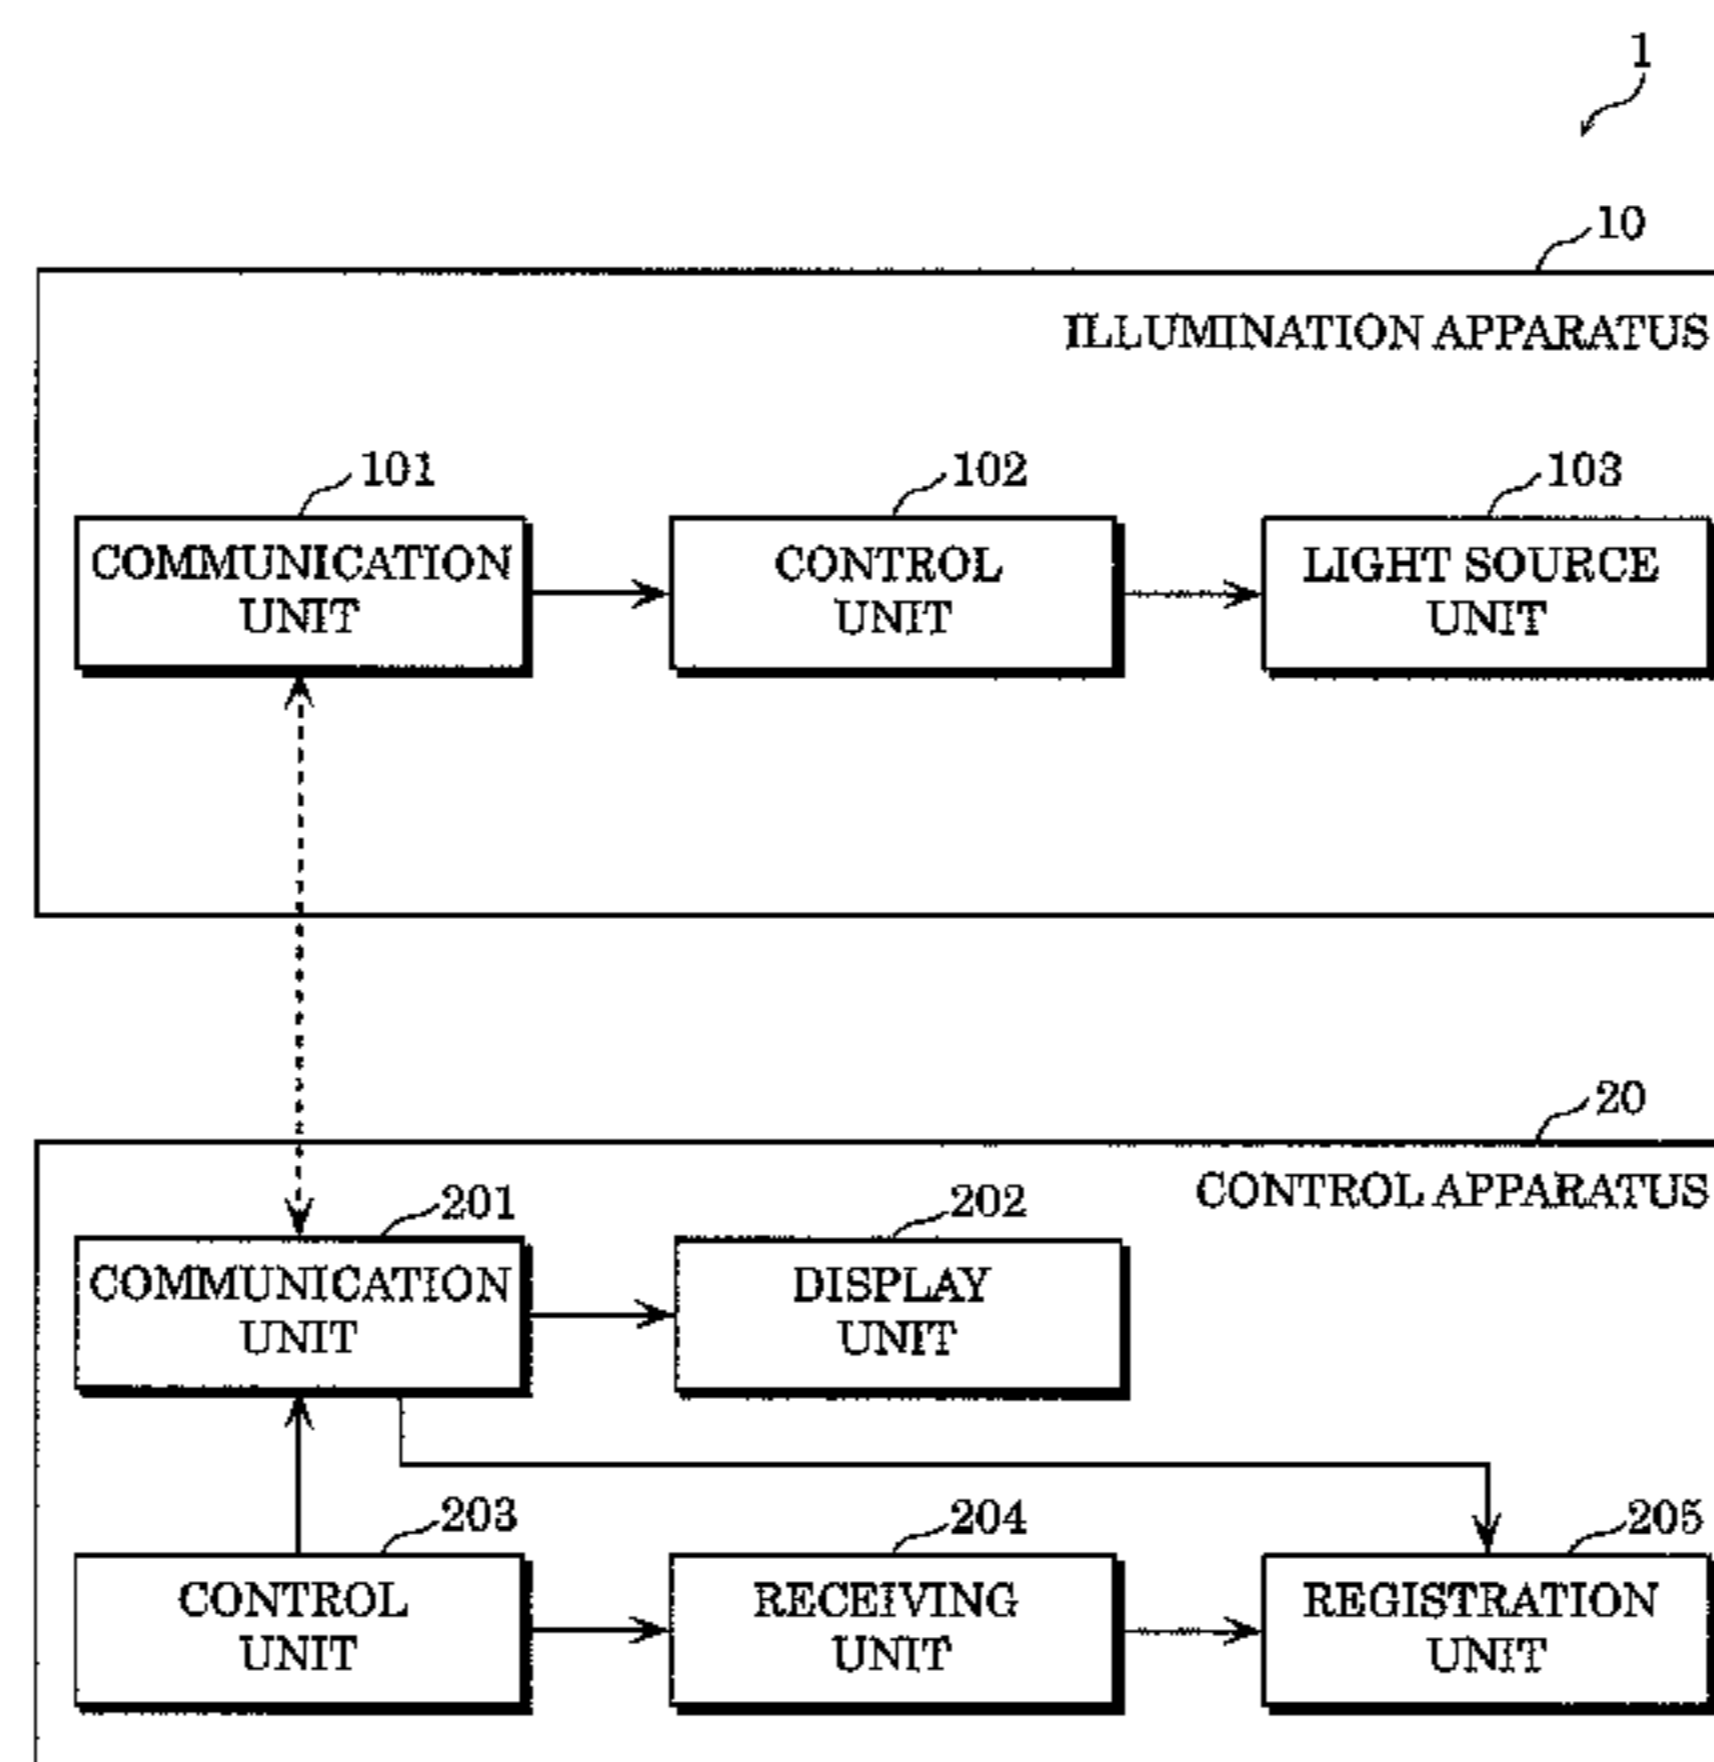 1
10
ILLUMINATION APPARATUS
101
102
103
COMMUNICATION
UNIT
CONTROL
UNIT
LIGHT SOURCE
UNIT
20
CONTROL APPARATUS
201
202
COMMUNICATION
UNIT
DISPLAY
UNIT
203
204
205
CONTROL
UNIT
RECEIVING
UNIT
REGISTRATION
UNIT